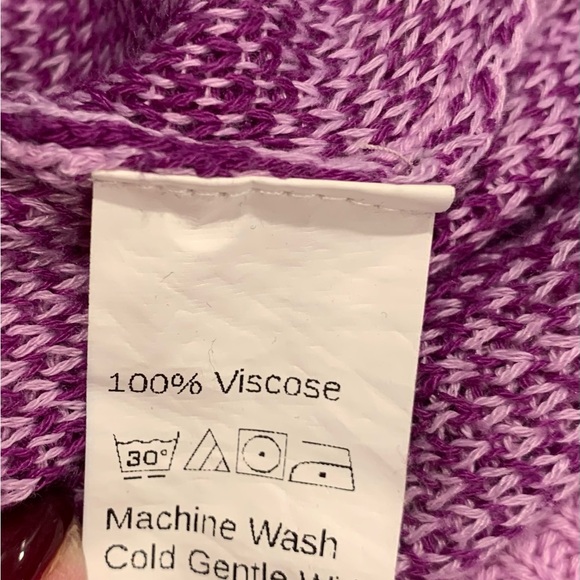 100% Viscose
30°
Machine Wash
Cold Gentle